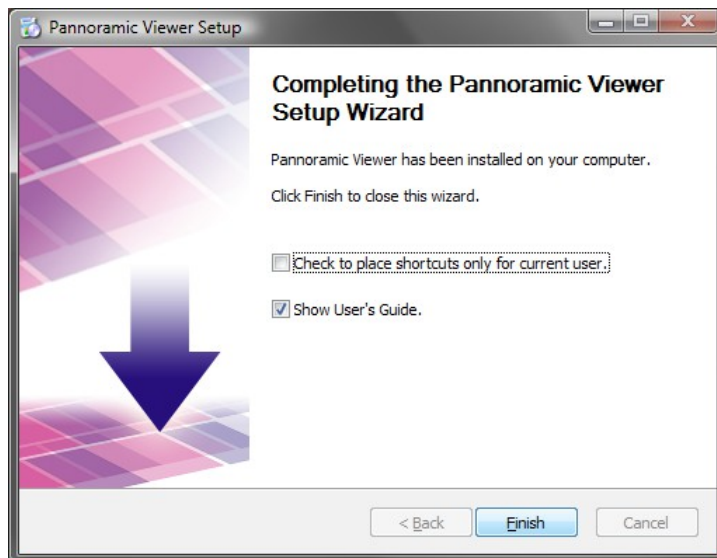 Pannoramic Viewer Setup
Completing the Pannoramic Viewer
Setup Wizard
Pannoramic Viewer has been installed on your computer.
Click Finish to close this wizard.
Check to place shortcuts only for current user.
Show User's Guide.
< Back Finish Cancel